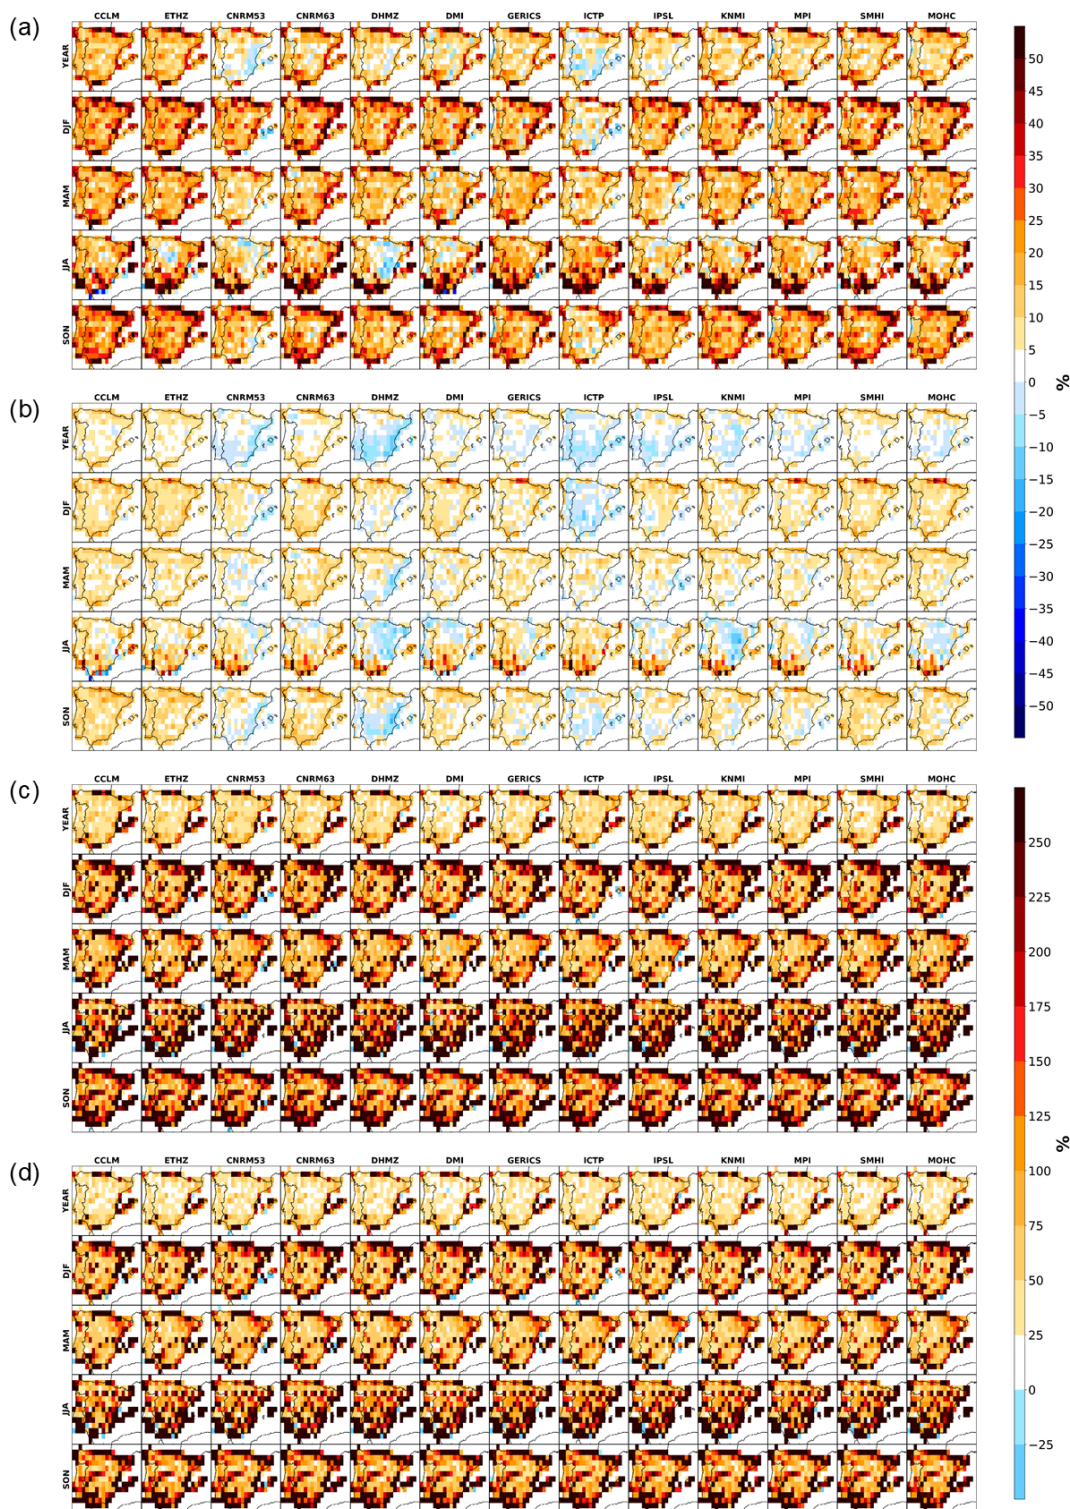 (a)
CCLM ETHZ CNRM53 CNRM63 DHMZ DMI GERICS ICTP IPSL KNMI MPI SMHI MOHC
YEAR
DJF
MAM
JJA
SON
50
45
40
35
30
25
20
15
10
5
0
−5
−10
−15
−20
−25
−30
−35
−40
−45
−50
%
(b)
CCLM ETHZ CNRM53 CNRM63 DHMZ DMI GERICS ICTP IPSL KNMI MPI SMHI MOHC
YEAR
DJF
MAM
JJA
SON
(c)
CCLM ETHZ CNRM53 CNRM63 DHMZ DMI GERICS ICTP IPSL KNMI MPI SMHI MOHC
YEAR
DJF
MAM
JJA
SON
250
225
200
175
150
125
100
75
50
25
0
−25
%
(d)
CCLM ETHZ CNRM53 CNRM63 DHMZ DMI GERICS ICTP IPSL KNMI MPI SMHI MOHC
YEAR
DJF
MAM
JJA
SON